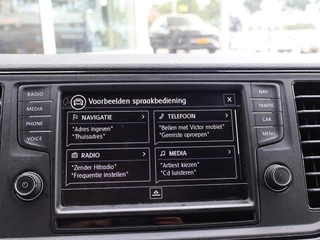 RADIO
MEDIA
PHONE
VOICE
Voorbeelden spraakbediening
NAVIGATIE
"Adres ingeven"
"Thuisadres"
TELEFOON
"Bellen met Victor mobiel"
"Gemiste oproepen"
RADIO
"Zender Hitradio"
"Frequentie instellen"
MEDIA
"Artiest kiezen"
"Cd luisteren"
NAV
TRAFFIC
CAR
MENU